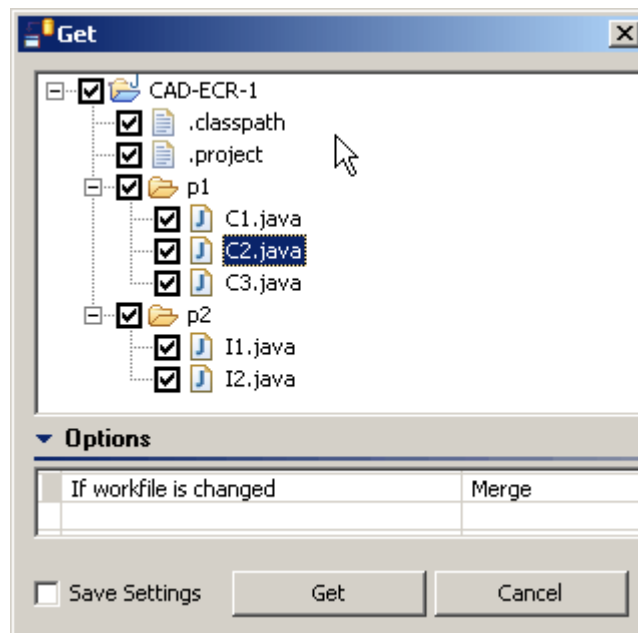 Get
CAD-ECR-1
.classpath
.project
p1
C1.java
C2.java
C3.java
p2
I1.java
I2.java
Options
If workfile is changed Merge
Save Settings Get Cancel